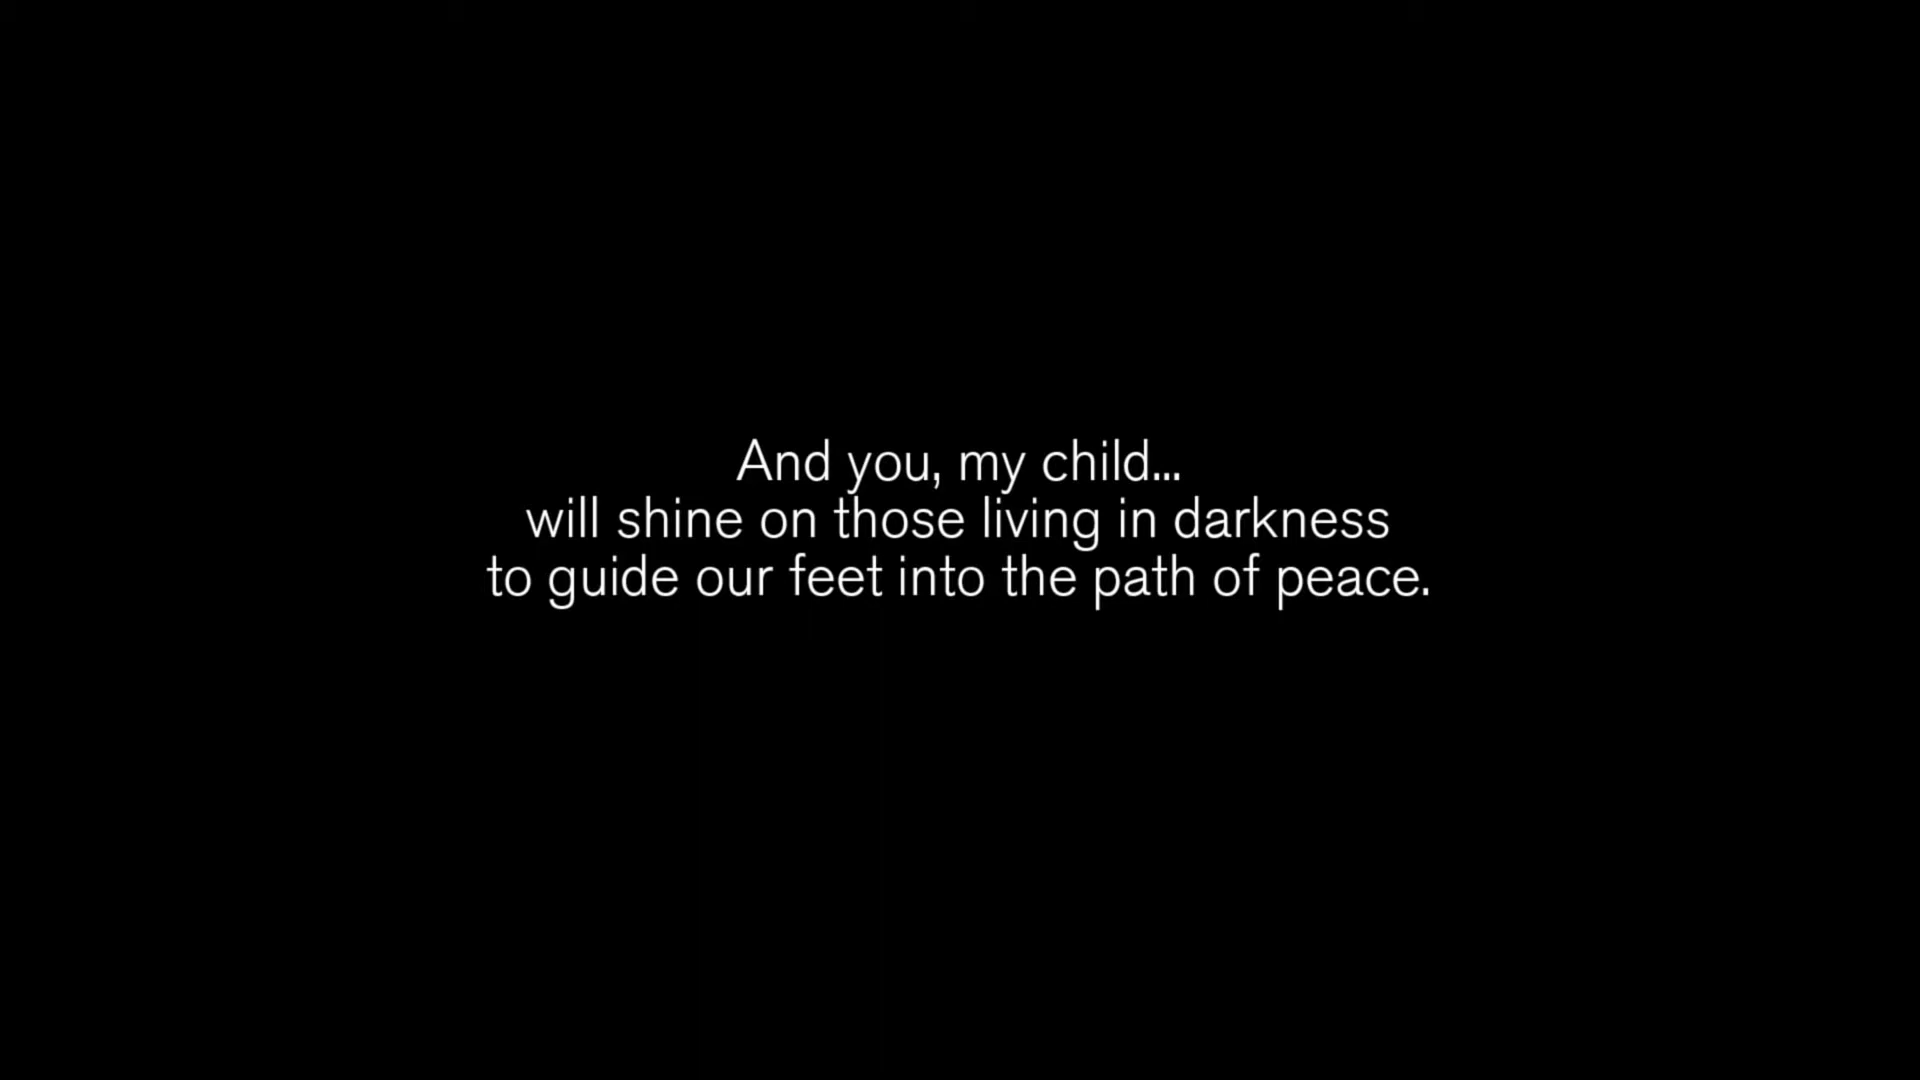 And you, my child...
will shine on those living in darkness
to guide our feet into the path of peace.